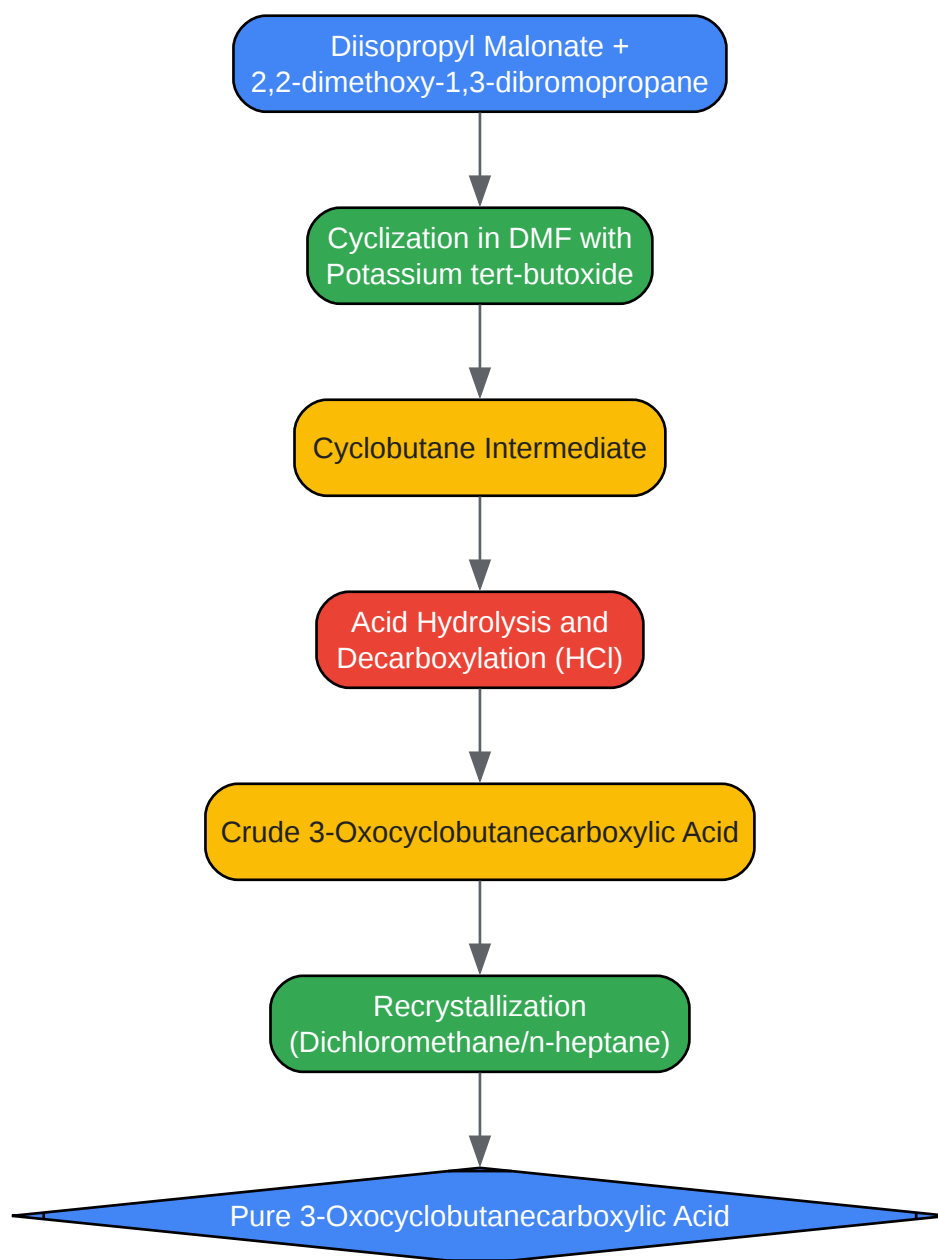 Diisopropyl Malonate +
2,2-dimethoxy-1,3-dibromopropane
Cyclization in DMF with
Potassium tert-butoxide
Cyclobutane Intermediate
Acid Hydrolysis and
Decarboxylation (HCl)
Crude 3-Oxocyclobutanecarboxylic Acid
Recrystallization
(Dichloromethane/n-heptane)
Pure 3-Oxocyclobutanecarboxylic Acid